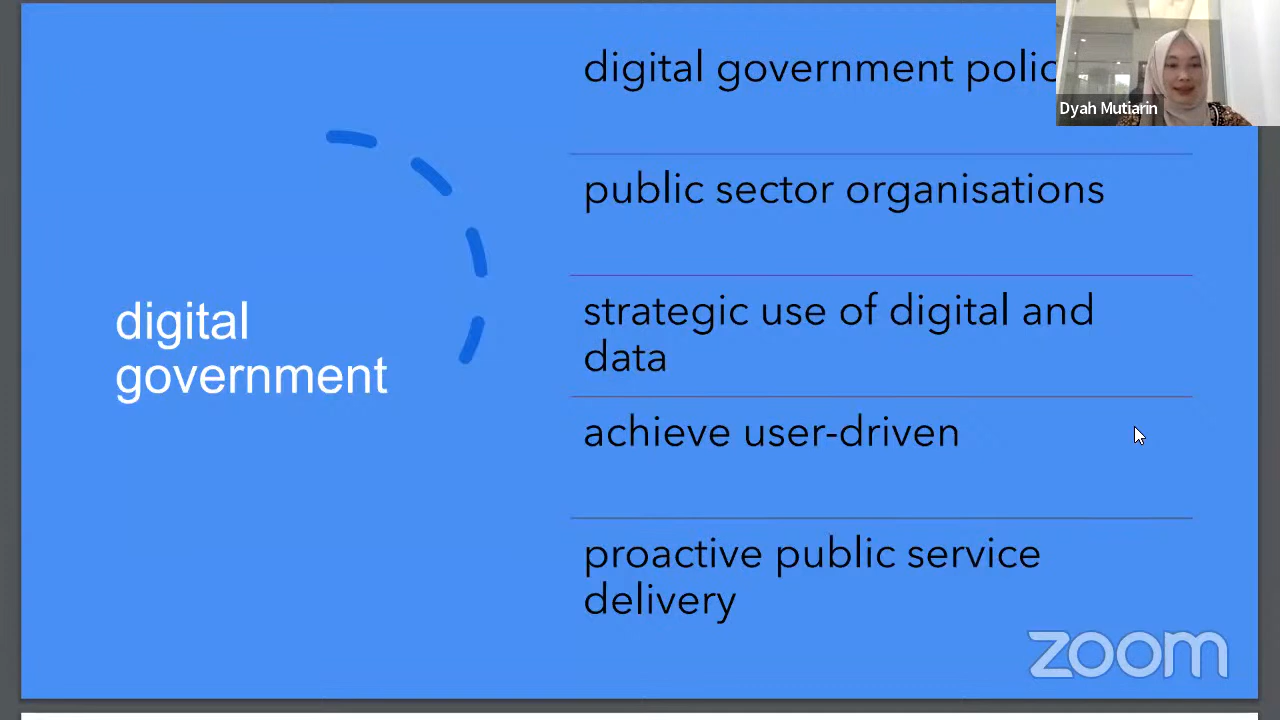 digital government polic
Dyah Mutiarin
public sector organisations
strategic use of digital and
data
digital
government
achieve user-driven
proactive public service
delivery
zoom